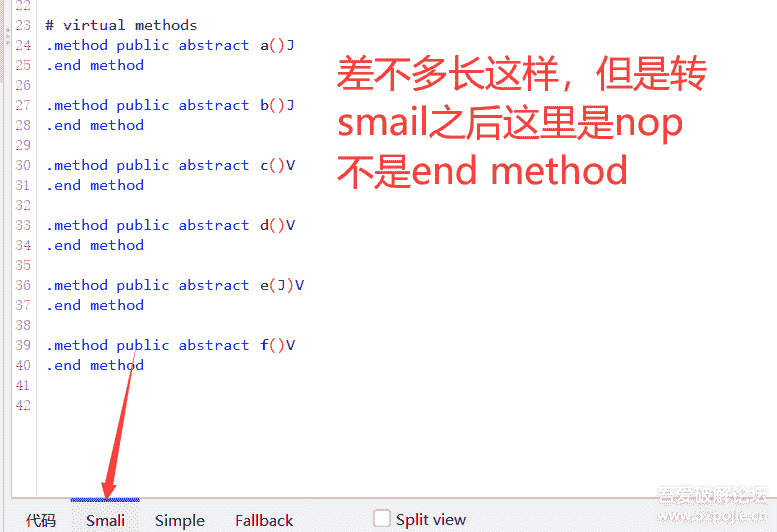 22
23 # virtual methods
24 .method public abstract a()J
25 .end method
26
27 .method public abstract b()J
28 .end method
29
30 .method public abstract c()V
31 .end method
32
33 .method public abstract d()V
34 .end method
35
36 .method public abstract e(J)V
37 .end method
38
39 .method public abstract f()V
40 .end method
41
42
差不多长这样，但是转
smail之后这里是nop
不是end method
吾爱破解论坛
www.52pojie.cn
代码 Smali Simple Fallback Split view